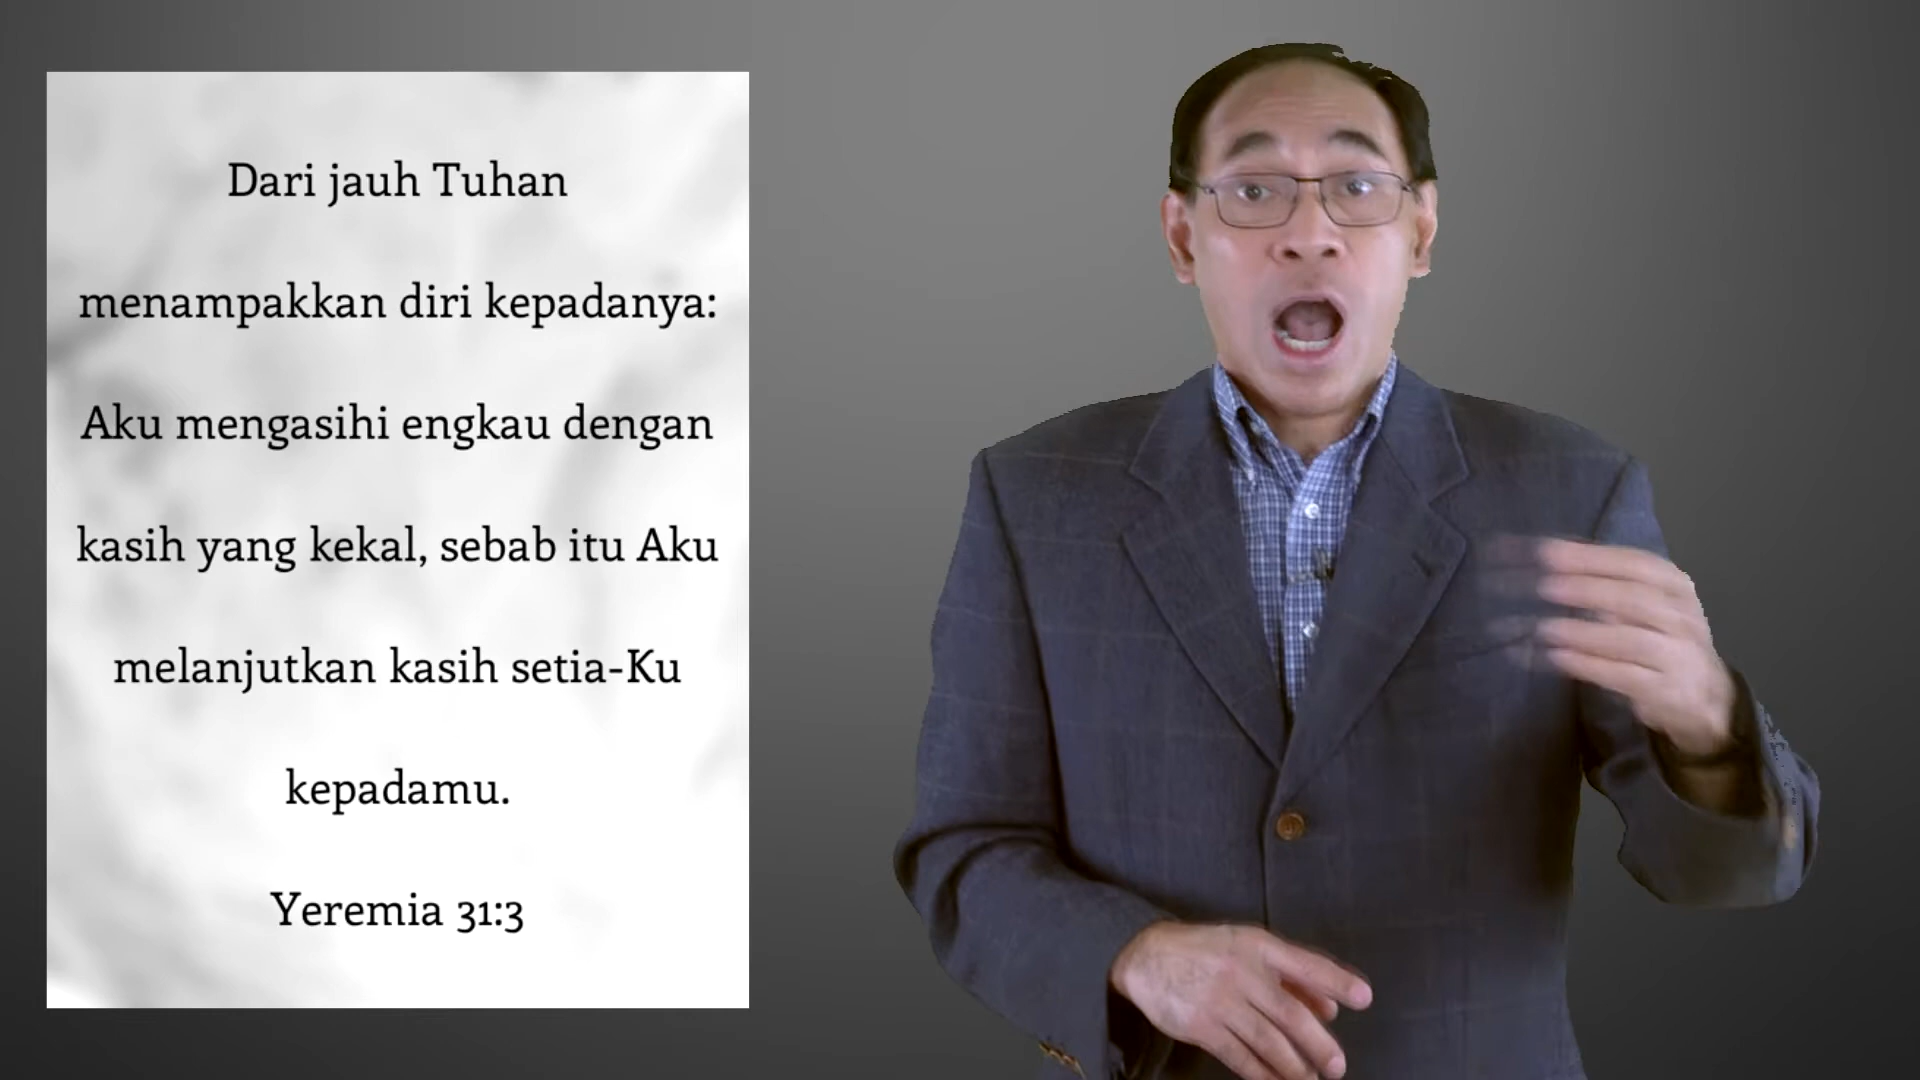 Dari jauh Tuhan
menampakkan diri kepadanya:
Aku mengasihi engkau dengan
kasih yang kekal, sebab itu Aku
melanjutkan kasih setia-Ku
kepadamu.
Yeremia 31:3